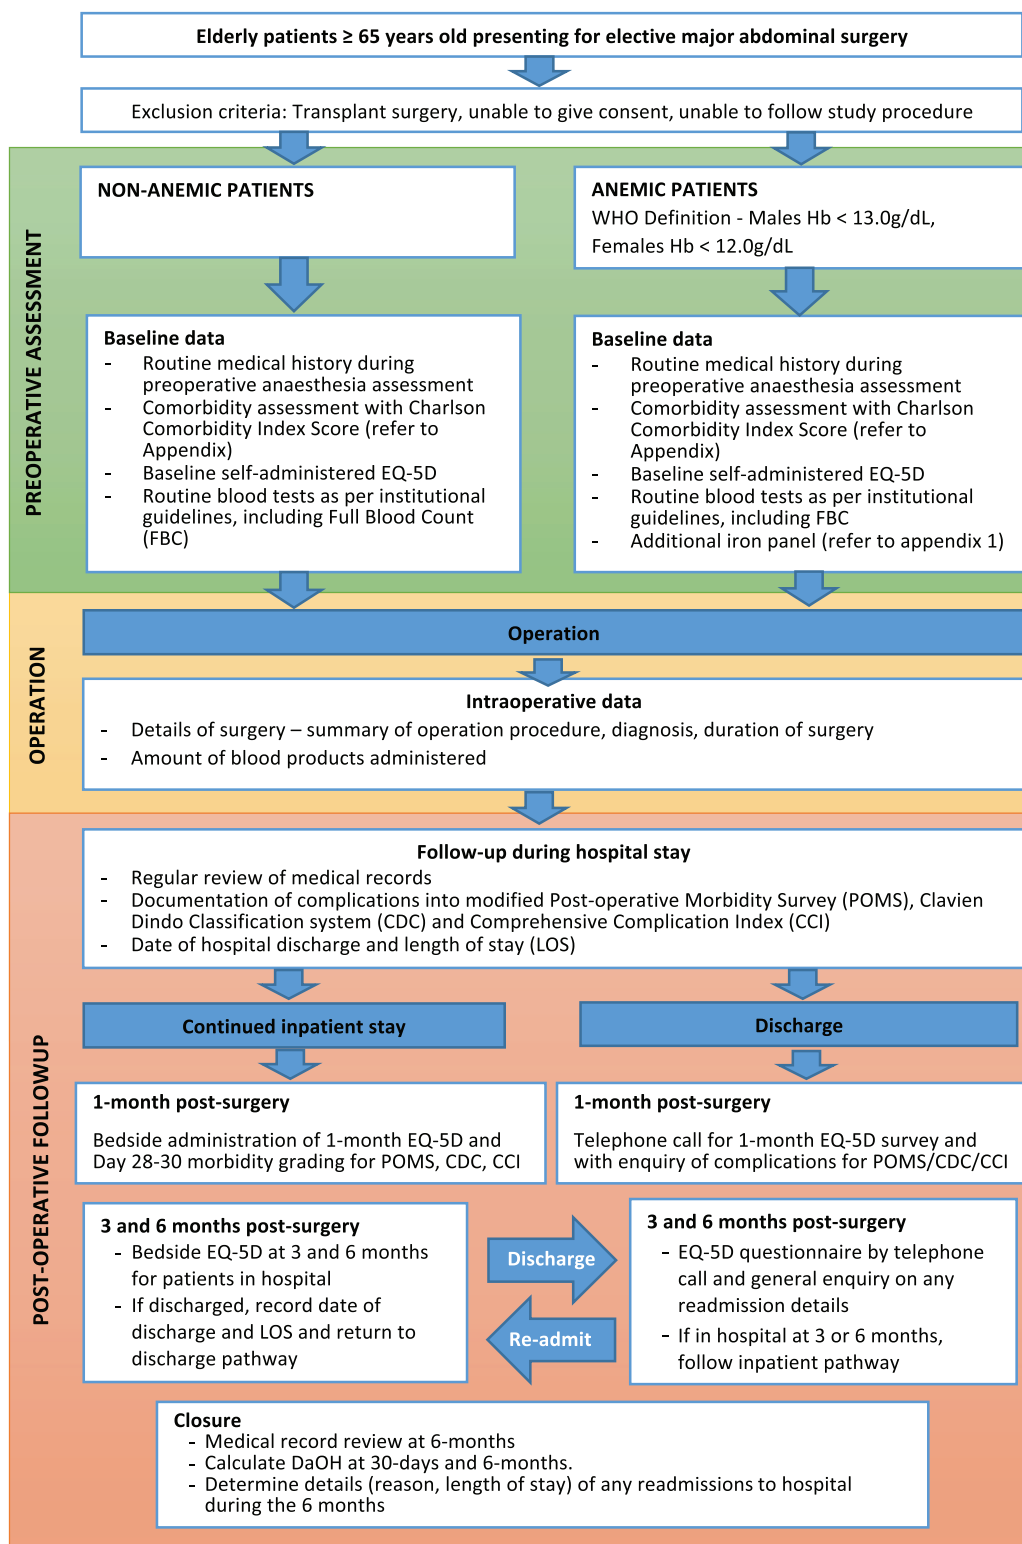 Elderly patients ≥ 65 years old presenting for elective major abdominal surgery
Exclusion criteria: Transplant surgery, unable to give consent, unable to follow study procedure
PREOPERATIVE ASSESSMENT
NON-ANEMIC PATIENTS
ANEMIC PATIENTS
WHO Definition - Males Hb < 13.0g/dL,
Females Hb < 12.0g/dL
Baseline data
- Routine medical history during
preoperative anaesthesia assessment
- Comorbidity assessment with Charlson
Comorbidity Index Score (refer to
Appendix)
- Baseline self-administered EQ-5D
- Routine blood tests as per institutional
guidelines, including Full Blood Count
(FBC)
Baseline data
- Routine medical history during
preoperative anaesthesia assessment
- Comorbidity assessment with Charlson
Comorbidity Index Score (refer to
Appendix)
- Baseline self-administered EQ-5D
- Routine blood tests as per institutional
guidelines, including FBC
- Additional iron panel (refer to appendix 1)
OPERATION
Operation
Intraoperative data
- Details of surgery – summary of operation procedure, diagnosis, duration of surgery
- Amount of blood products administered
POST-OPERATIVE FOLLOWUP
Follow-up during hospital stay
- Regular review of medical records
- Documentation of complications into modified Post-operative Morbidity Survey (POMS), Clavien
Dindo Classification system (CDC) and Comprehensive Complication Index (CCI)
- Date of hospital discharge and length of stay (LOS)
Continued inpatient stay
Discharge
1-month post-surgery
Bedside administration of 1-month EQ-5D and
Day 28-30 morbidity grading for POMS, CDC, CCI
1-month post-surgery
Telephone call for 1-month EQ-5D survey and
with enquiry of complications for POMS/CDC/CCI
3 and 6 months post-surgery
- Bedside EQ-5D at 3 and 6 months
for patients in hospital
- If discharged, record date of
discharge and LOS and return to
discharge pathway
Discharge
Re-admit
3 and 6 months post-surgery
- EQ-5D questionnaire by telephone
call and general enquiry on any
readmission details
- If in hospital at 3 or 6 months,
follow inpatient pathway
Closure
- Medical record review at 6-months
- Calculate DaOH at 30-days and 6-months.
- Determine details (reason, length of stay) of any readmissions to hospital
during the 6 months